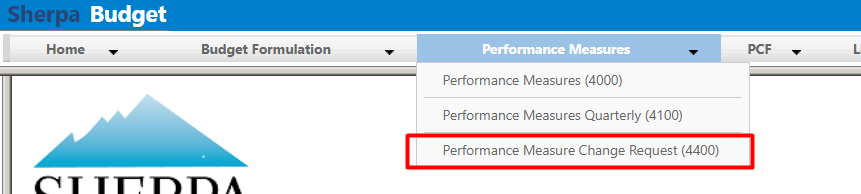 Sherpa Budget
Home Budget Formulation Performance Measures PCF L
Performance Measures (4000)
Performance Measures Quarterly (4100)
Performance Measure Change Request (4400)
SHERPA